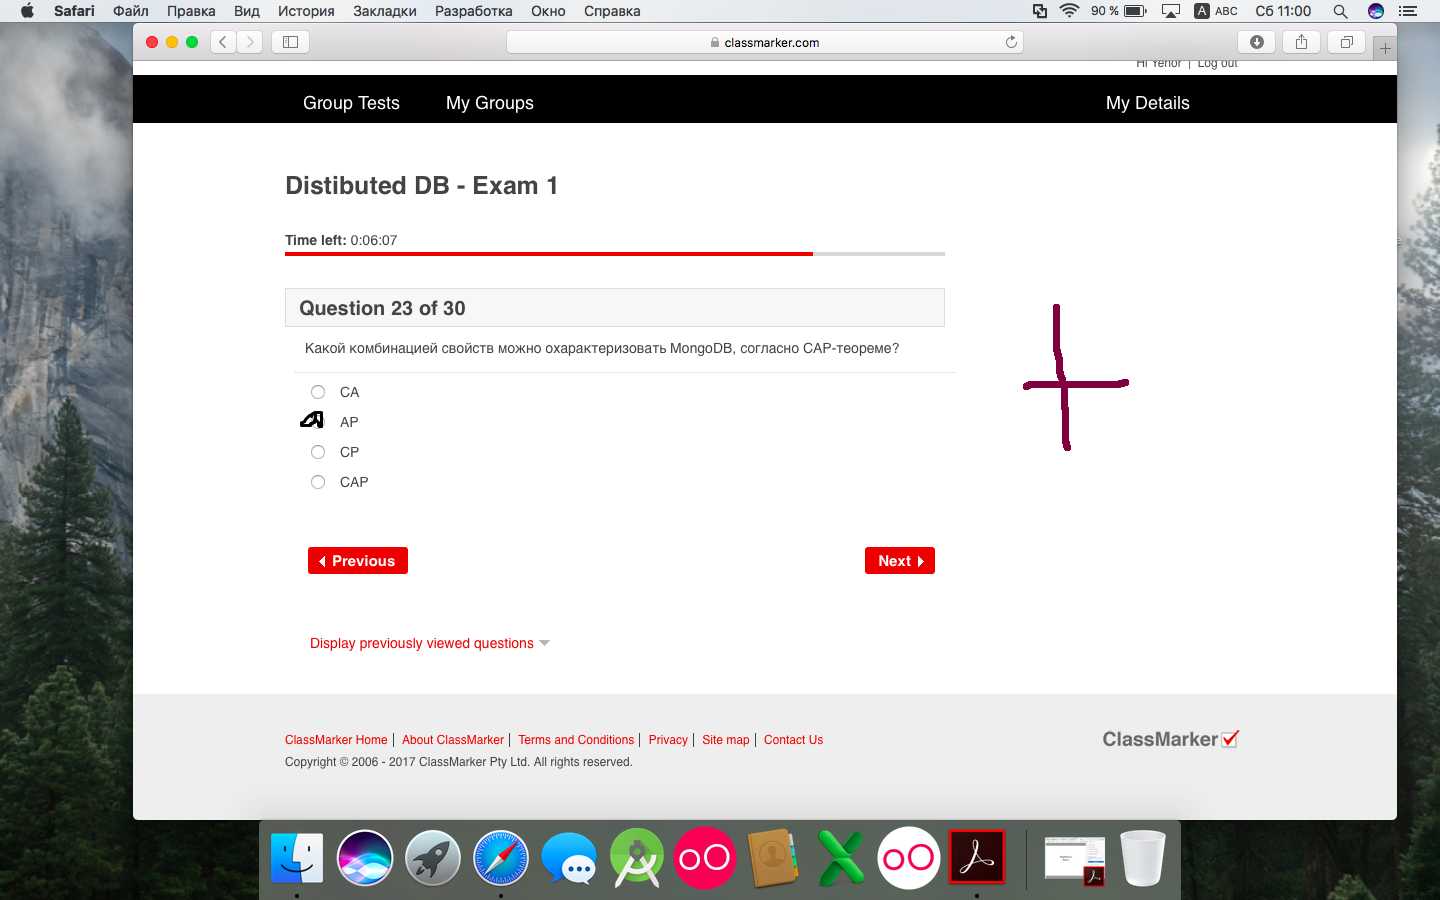 Safari Файл Правка Вид История Закладки Разработка Окно Справка 90 % A ABC Сб 11:00
classmarker.com
Hi Yenor | Log out
Group Tests My Groups My Details
Distibuted DB - Exam 1
Time left: 0:06:07
Question 23 of 30
Какой комбинацией свойств можно охарактеризовать MongoDB, согласно CAP-теореме?
CA
AP
CP
CAP
Previous Next
Display previously viewed questions
ClassMarker Home | About ClassMarker | Terms and Conditions | Privacy | Site map | Contact Us
ClassMarker
Copyright © 2006 - 2017 ClassMarker Pty Ltd. All rights reserved.